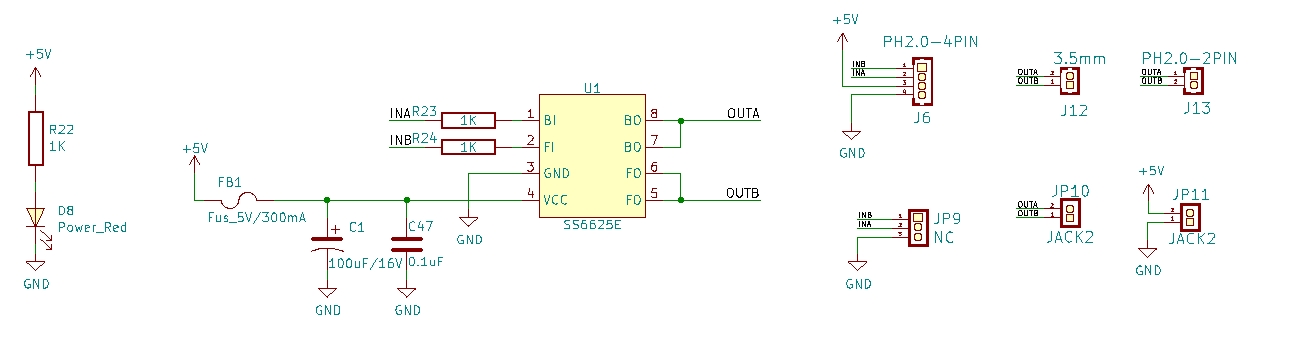 +5V
R22
1K
D8
Power_Red
GND
+5V
FB1
Fus_5V/300mA
C1
+
100uF/16V
GND
C47
0.1uF
GND
GND
INA
R23
1K
INB
R24
1K
U1
1 BI
2 FI
3 GND
4 VCC
BO 8
BO 7
FO 6
FO 5
SS6625E
OUTA
OUTB
+5V
PH2.0-4PIN
INB 1
INA 2
3
4
J6
GND
3.5mm
OUTA 2
OUTB 1
J12
PH2.0-2PIN
OUTA 1
OUTB 2
J13
INB 1
INA 2
3
JP9
NC
GND
JP10
OUTA 2
OUTB 1
JACK2
+5V
JP11
2
1
JACK2
GND